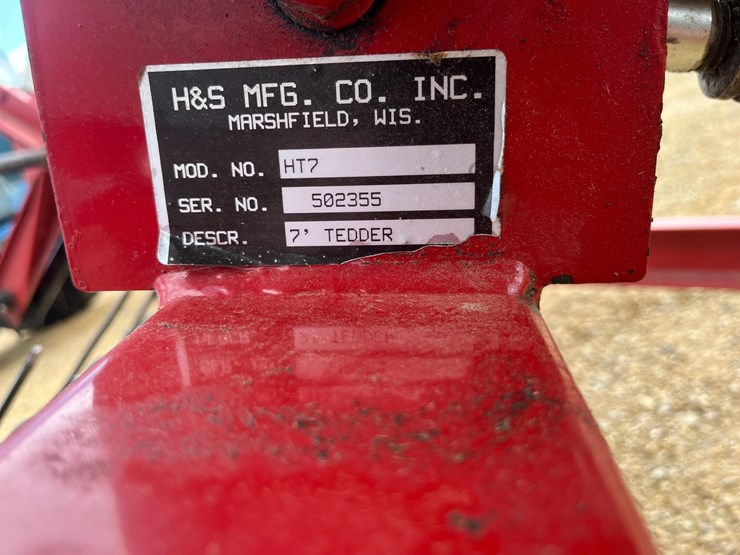 H&S MFG. CO. INC.
MARSHFIELD, WIS.
MOD. NO. HT7
SER. NO. 502355
DESCR. 7' TEDDER